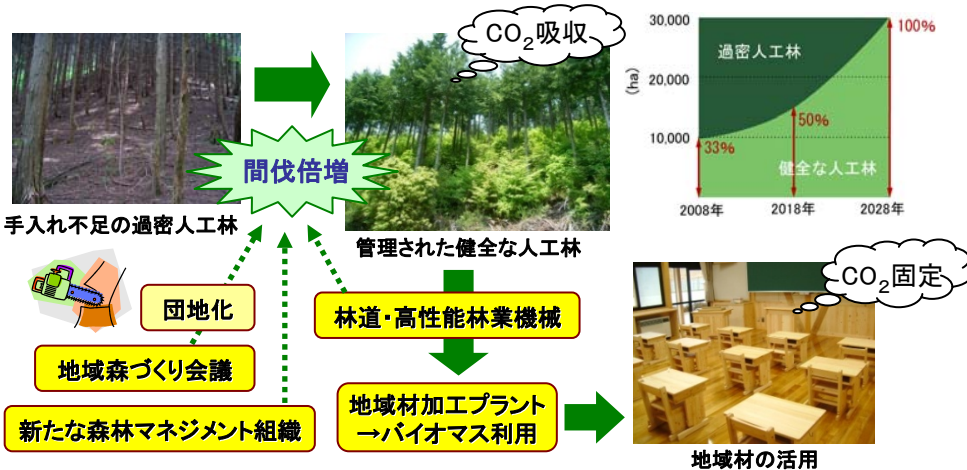 CO₂吸収
間伐倍増
手入れ不足の過密人工林
管理された健全な人工林
30,000
20,000
10,000
(ha)
過密人工林
健全な人工林
33%
50%
100%
2008年
2018年
2028年
団地化
地域森づくり会議
新たな森林マネジメント組織
林道・高性能林業機械
地域材加工プラント
→バイオマス利用
CO₂固定
地域材の活用